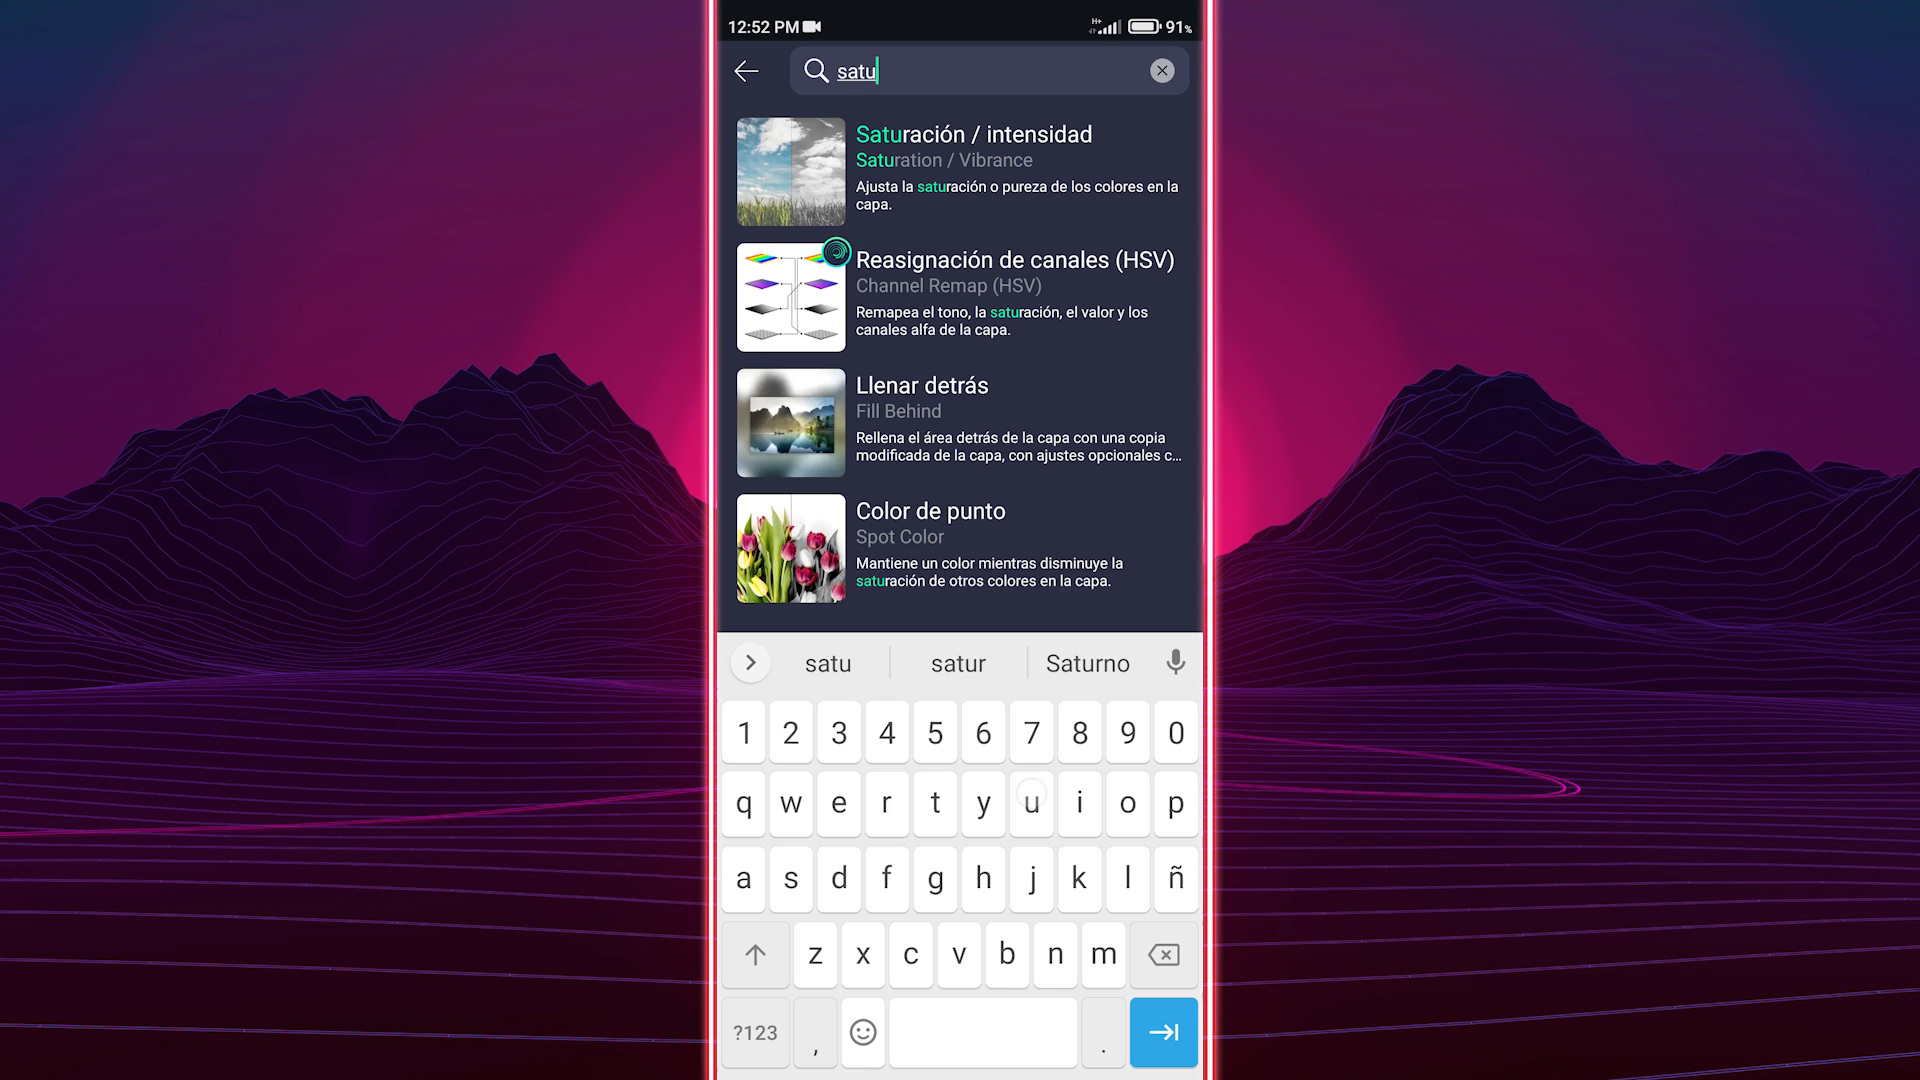 12:52 PM
H+
91%
satu
Saturación / intensidad
Saturation / Vibrance
Ajusta la saturación o pureza de los colores en la
capa.
Reasignación de canales (HSV)
Channel Remap (HSV)
Remapea el tono, la saturación, el valor y los
canales alfa de la capa.
Llenar detrás
Fill Behind
Rellena el área detrás de la capa con una copia
modificada de la capa, con ajustes opcionales c...
Color de punto
Spot Color
Mantiene un color mientras disminuye la
saturación de otros colores en la capa.
satu satur Saturno
1 2 3 4 5 6 7 8 9 0
q w e r t y u i o p
a s d f g h j k l ñ
z x c v b n m
?123 , .